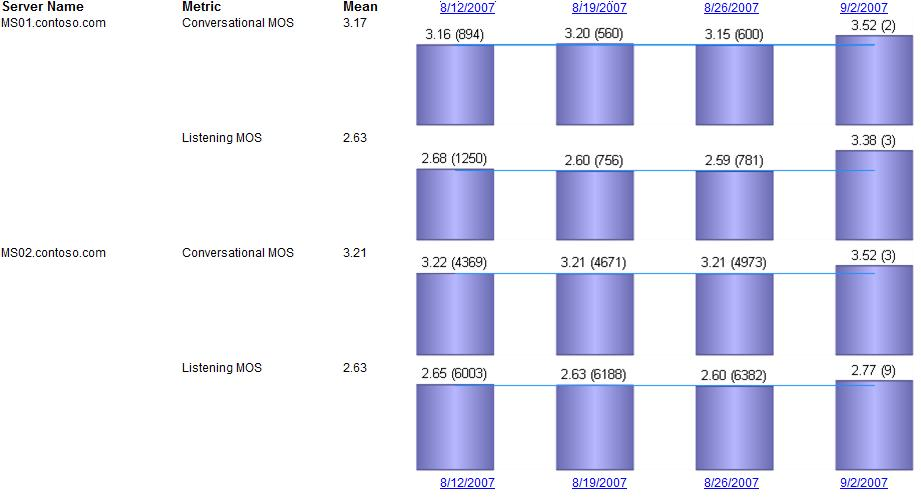 Server Name Metric Mean 8/12/2007 8/19/2007 8/26/2007 9/2/2007
MS01.contoso.com Conversational MOS 3.17 3.16 (894) 3.20 (560) 3.15 (600) 3.52 (2)
Listening MOS 2.63 2.68 (1250) 2.60 (756) 2.59 (781) 3.38 (3)
MS02.contoso.com Conversational MOS 3.21 3.22 (4369) 3.21 (4671) 3.21 (4973) 3.52 (3)
Listening MOS 2.63 2.65 (6003) 2.63 (6188) 2.60 (6382) 2.77 (9)
8/12/2007 8/19/2007 8/26/2007 9/2/2007